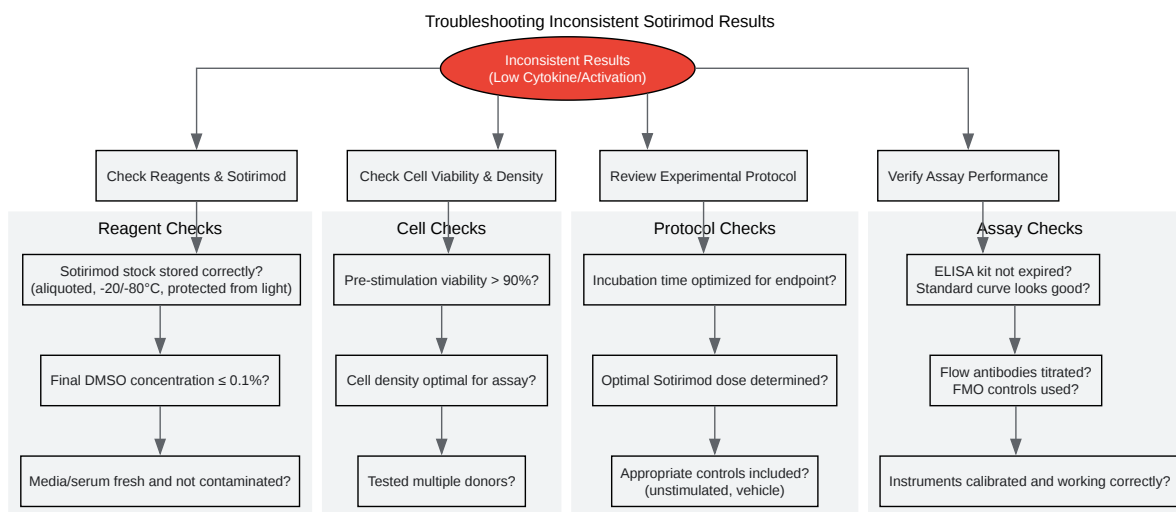 Troubleshooting Inconsistent Sotirimod Results
Inconsistent Results
(Low Cytokine/Activation)
Check Reagents & Sotirimod
Check Cell Viability & Density
Review Experimental Protocol
Verify Assay Performance
Reagent Checks
Sotirimod stock stored correctly?
(aliquoted, -20/-80°C, protected from light)
Final DMSO concentration ≤ 0.1%?
Media/serum fresh and not contaminated?
Cell Checks
Pre-stimulation viability > 90%?
Cell density optimal for assay?
Tested multiple donors?
Protocol Checks
Incubation time optimized for endpoint?
Optimal Sotirimod dose determined?
Appropriate controls included?
(unstimulated, vehicle)
Assay Checks
ELISA kit not expired?
Standard curve looks good?
Flow antibodies titrated?
FMO controls used?
Instruments calibrated and working correctly?